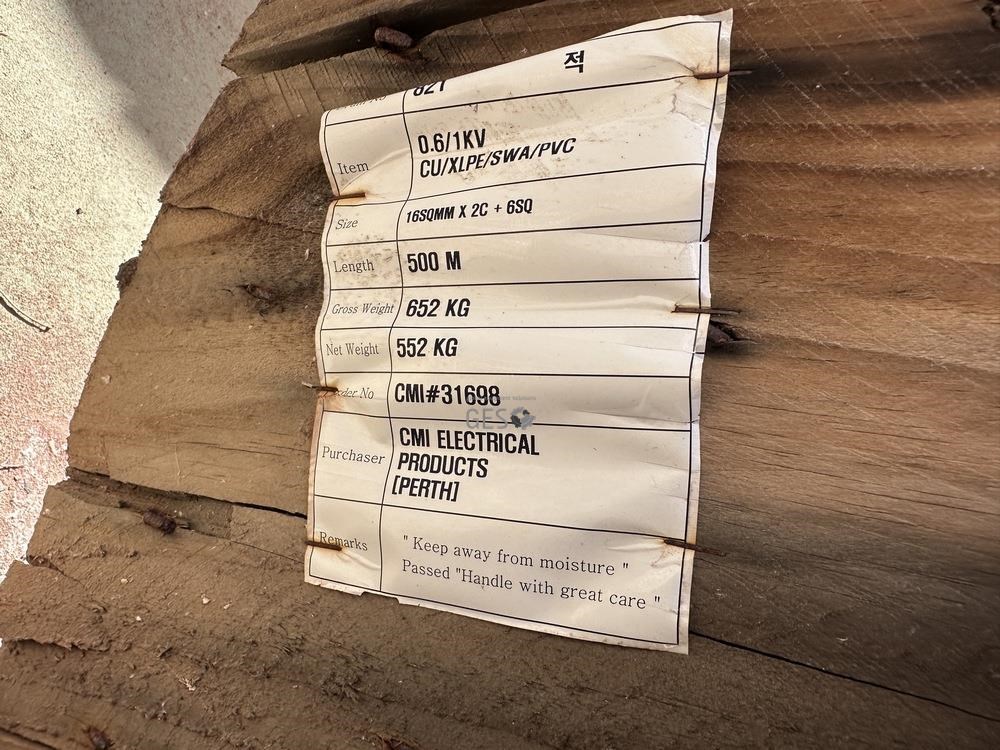 821 적
Item 0.6/1KV
CU/XLPE/SWA/PVC
Size 16SQMM X 2C + 6SQ
Length 500 M
Gross Weight 652 KG
Net Weight 552 KG
No CMI#31698
GES
Purchaser CMI ELECTRICAL
PRODUCTS
[PERTH]
Remarks " Keep away from moisture "
Passed "Handle with great care "